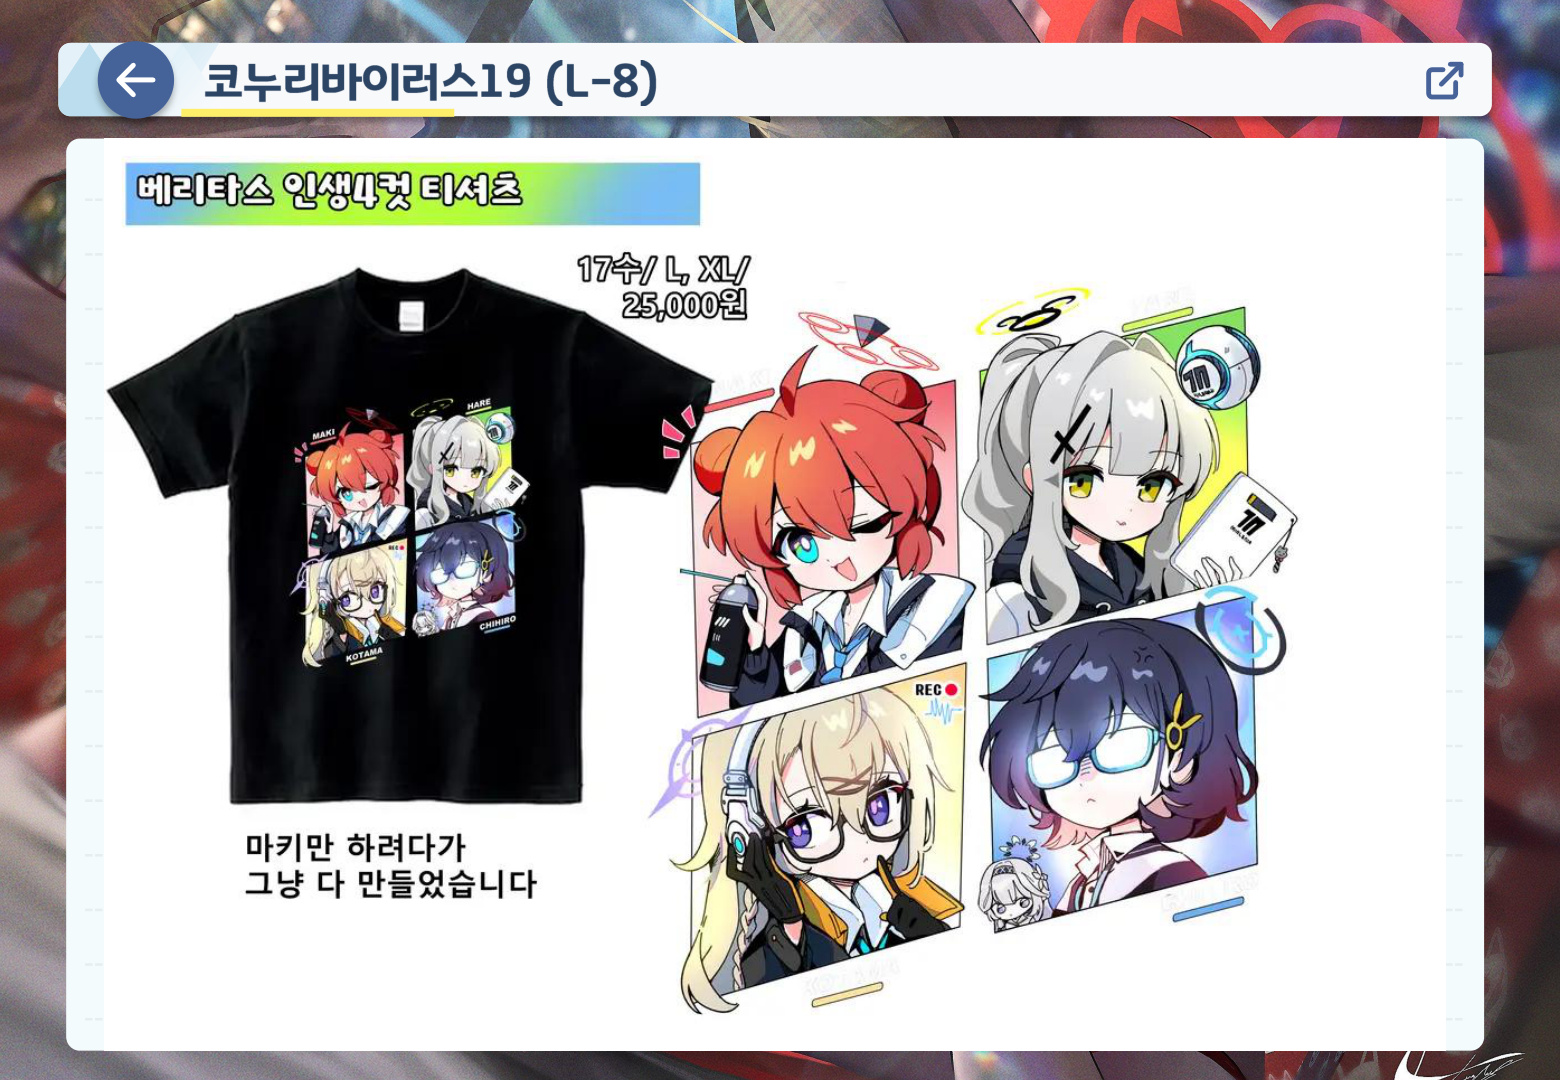 코누리바이러스19 (L-8)
베리타스 인생4컷 티셔츠
17수/ L, XL/
25,000원
MAKI
HARE
REC
KOTAMA
CHIHIRO
REC
마키만 하려다가
그냥 다 만들었습니다